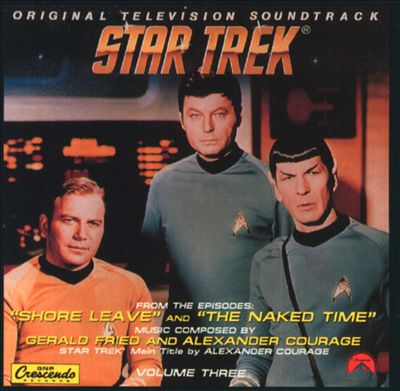 ORIGINAL TELEVISION SOUNDTRACK
STAR TREK®
FROM THE EPISODES:
"SHORE LEAVE" AND "THE NAKED TIME"
MUSIC COMPOSED BY
GERALD FRIED AND ALEXANDER COURAGE
STAR TREK® Main Title by ALEXANDER COURAGE
VOLUME THREE
GNP
Crescendo
RECORDS